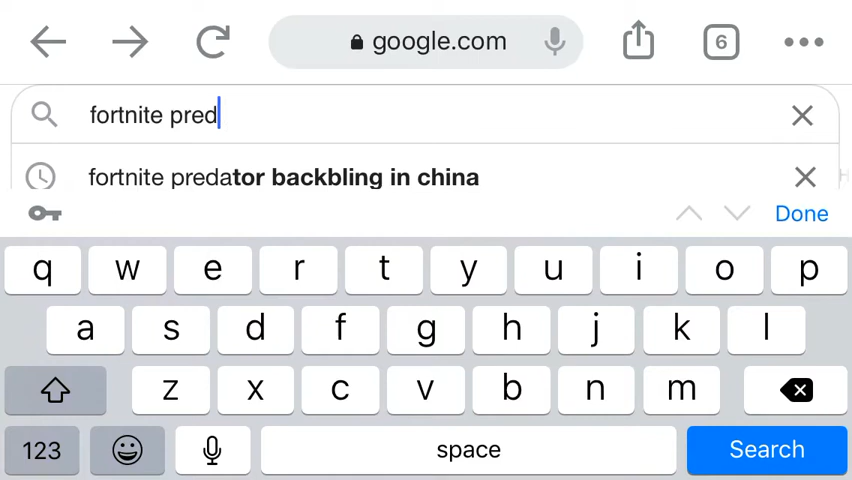 google.com
6
fortnite pred
fortnite predator backbling in china
Done
q w e r t y u i o p
a s d f g h j k l
z x c v b n m
123 space Search